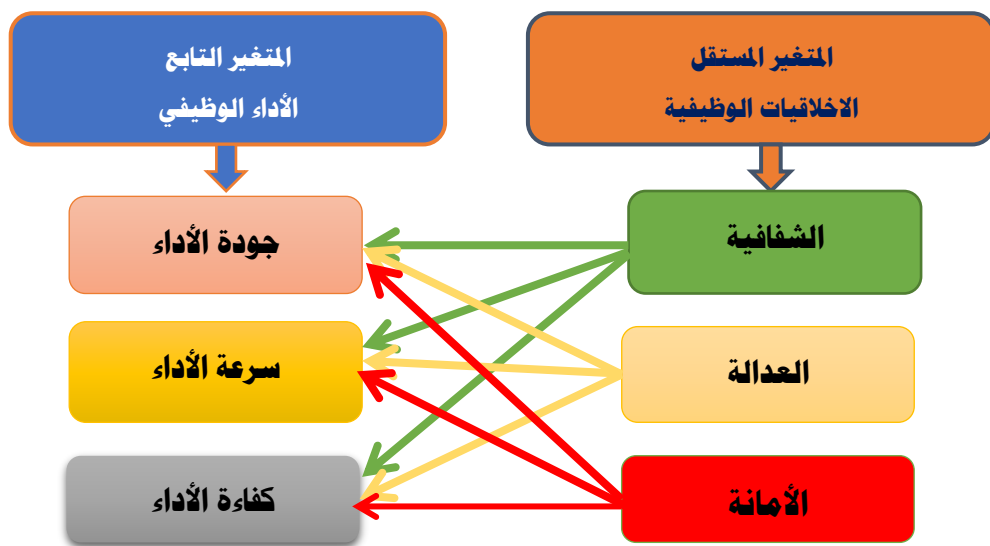 المتغير المستقل
الاخلاقيات الوظيفية
المتغير التابع
الأداء الوظيفي
الشفافية
جودة الأداء
العدالة
سرعة الأداء
الأمانة
كفاءة الأداء